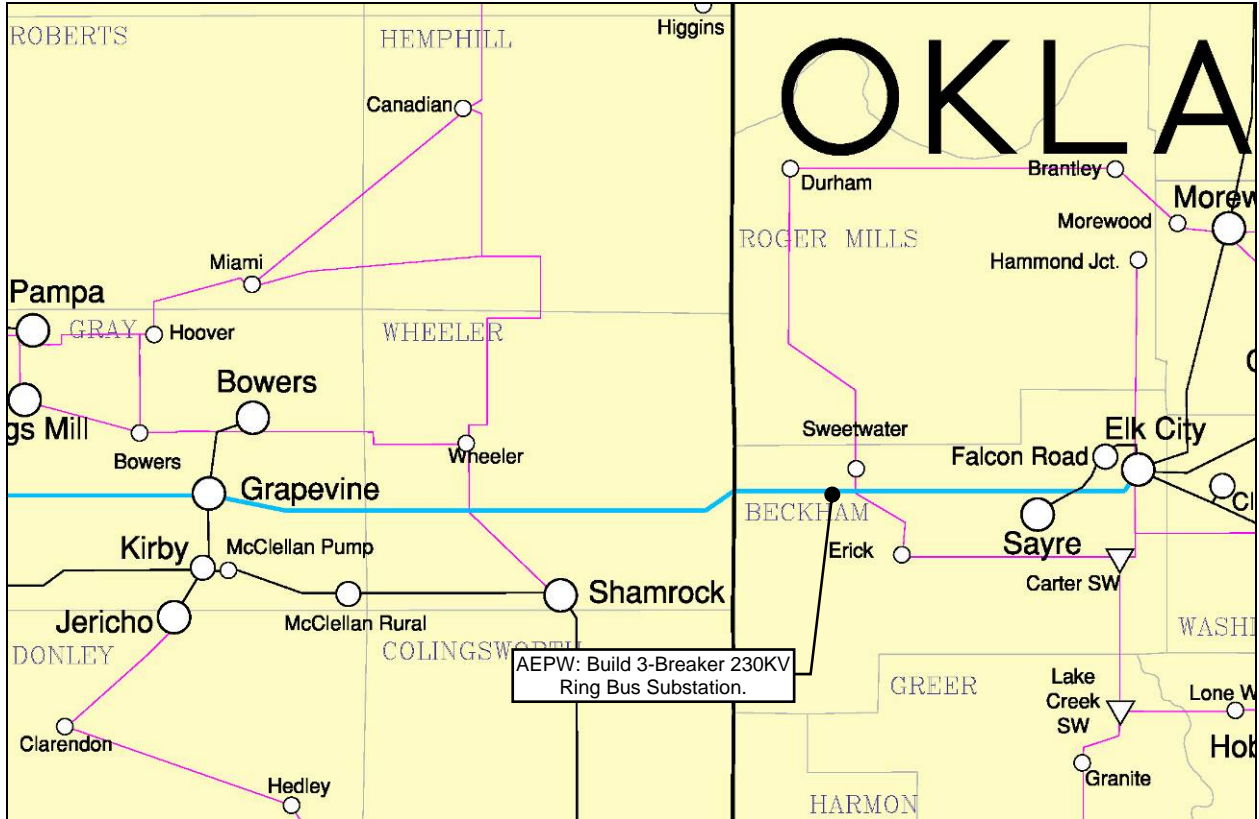 ROBERTS
HEMPHILL
Higgins
OKLA
Canadian
Durham
Brantley
Morew
Morewood
ROGER MILLS
Hammond Jct.
Miami
Pampa
GRAY
Hoover
WHEELER
Bowers
gs Mill
Bowers
Wheeler
Sweetwater
Elk City
Falcon Road
Grapevine
BECKHAM
Cl
Sayre
Erick
Carter SW
Kirby
McClellan Pump
Shamrock
Jericho
McClellan Rural
DONLEY
COLINGSWORTH
WASHI
AEPW: Build 3-Breaker 230KV
Ring Bus Substation.
GREER
Lake
Creek
SW
Lone W
Hob
Clarendon
Granite
Hedley
HARMON